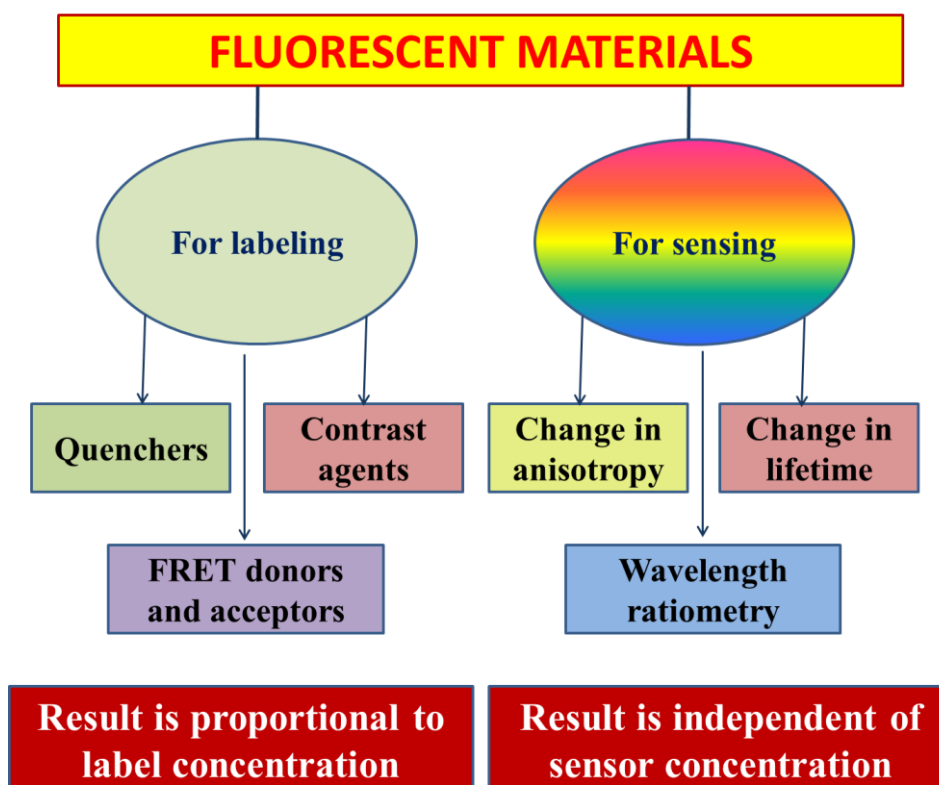 FLUORESCENT MATERIALS
For labeling
For sensing
Quenchers
Contrast
agents
Change in
anisotropy
Change in
lifetime
FRET donors
and acceptors
Wavelength
ratiometry
Result is proportional to
label concentration
Result is independent of
sensor concentration